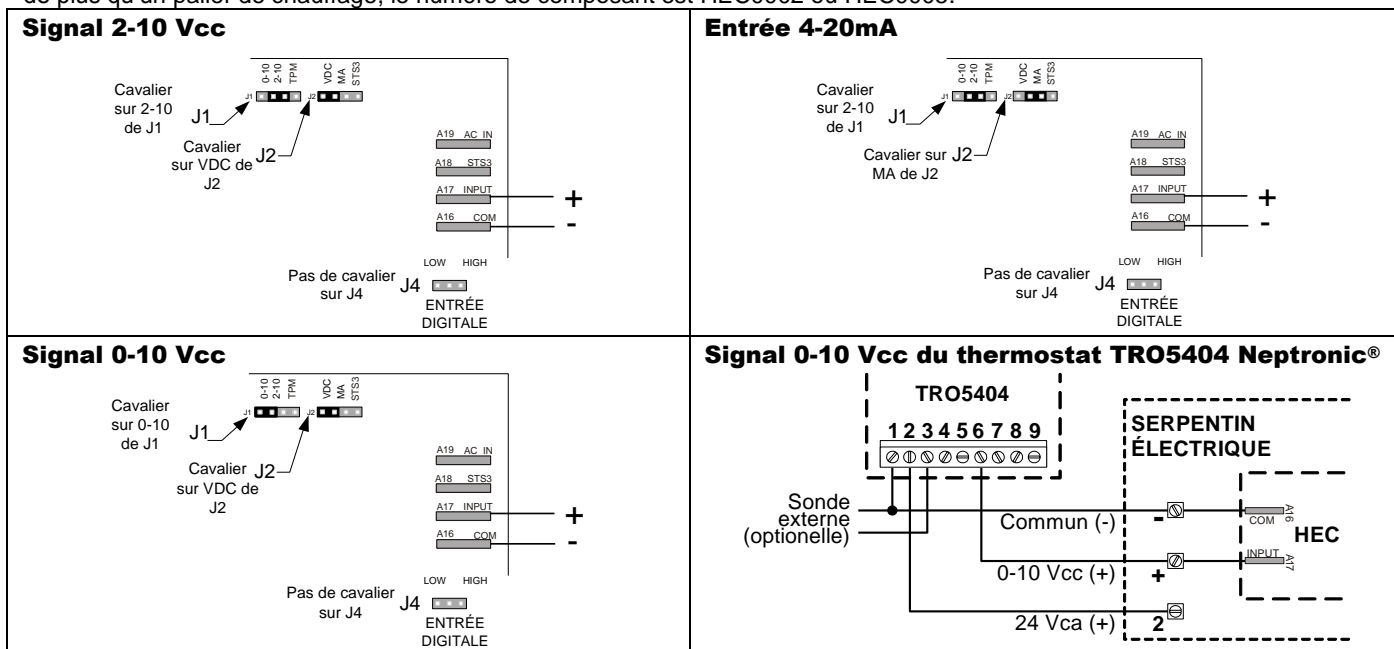 Signal 2-10 Vcc
0-10
2-10
TPM
VDC
MA
STS3
Cavalier
sur 2-10
de J1
J1
J1
J2
Cavalier
sur VDC de
J2
J2
A19 AC IN
A18 STS3
A17 INPUT
+
A16 COM
-
LOW HIGH
Pas de cavalier
sur J4
J4
ENTRÉE
DIGITALE
Entrée 4-20mA
0-10
2-10
TPM
VDC
MA
STS3
Cavalier
sur 2-10
de J1
J1
J1
J2
Cavalier sur
MA de J2
J2
A19 AC IN
A18 STS3
A17 INPUT
+
A16 COM
-
LOW HIGH
Pas de cavalier
sur J4
J4
ENTRÉE
DIGITALE
Signal 0-10 Vcc
0-10
2-10
TPM
VDC
MA
STS3
Cavalier
sur 0-10
de J1
J1
J1
J2
Cavalier
sur VDC de
J2
J2
A19 AC IN
A18 STS3
A17 INPUT
+
A16 COM
-
LOW HIGH
Pas de cavalier
sur J4
J4
ENTRÉE
DIGITALE
Signal 0-10 Vcc du thermostat TRO5404 Neptronic®
TRO5404
1 2 3 4 5 6 7 8 9
SERPENTIN
ÉLECTRIQUE
Sonde
externe
(optionelle)
Commun (-)
-
COM
A16
HEC
0-10 Vcc (+)
+
INPUT
A17
24 Vca (+)
2